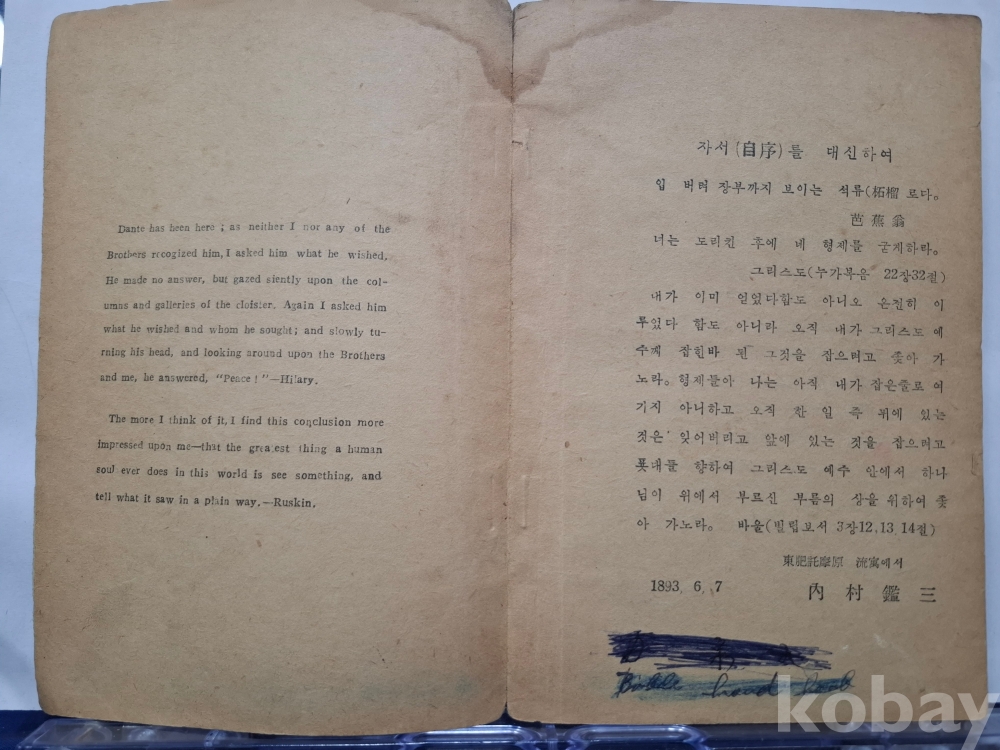 Dante has been here ; as neither I nor any of the
Brothers recogized him, I asked him what he wished.
He made no answer, but gazed siently upon the col-
umns and galleries of the cloister. Again I asked him
what he wished and whom he sought; and slowly tu-
rning his head, and looking around upon the Brothers
and me, he answered, "Peace ! "—Hilary.
The more I think of it, I find this conclusion more
impressed upon me—that the greatest thing a human
soul ever does in this world is see something, and
tell what it saw in a plain way.—Ruskin.
자서(自序)를 대신하여
입 벼려 장부까지 보이는 석류(柘榴 로다。
芭蕉翁
너는 도리킨 후에 네 형제를 굳게하라。
그리스도(누가복음 22장32절)
내가 이미 얻었다함도 아니오 온전히 이
루었다 함도 아니라 오직 내가 그리스도 예
수께 잡힌바 된 그것을 잡으려고 좇아 가
노라。형제들아 나는 아직 내가 잡은줄로 여
기지 아니하고 오직 한 일 즉 뒤에 있는
것은 잊어버리고 앞에 있는 것을 잡으려고
푯대를 향하여 그리스도 예수 안에서 하나
님이 위에서 부르신 부름의 상을 위하여 좇
아 가노라。 바울(빌립보서 3장12,13,14절)
東肥託摩原 流寓에서
1893, 6, 7 內村鑑三
kobay